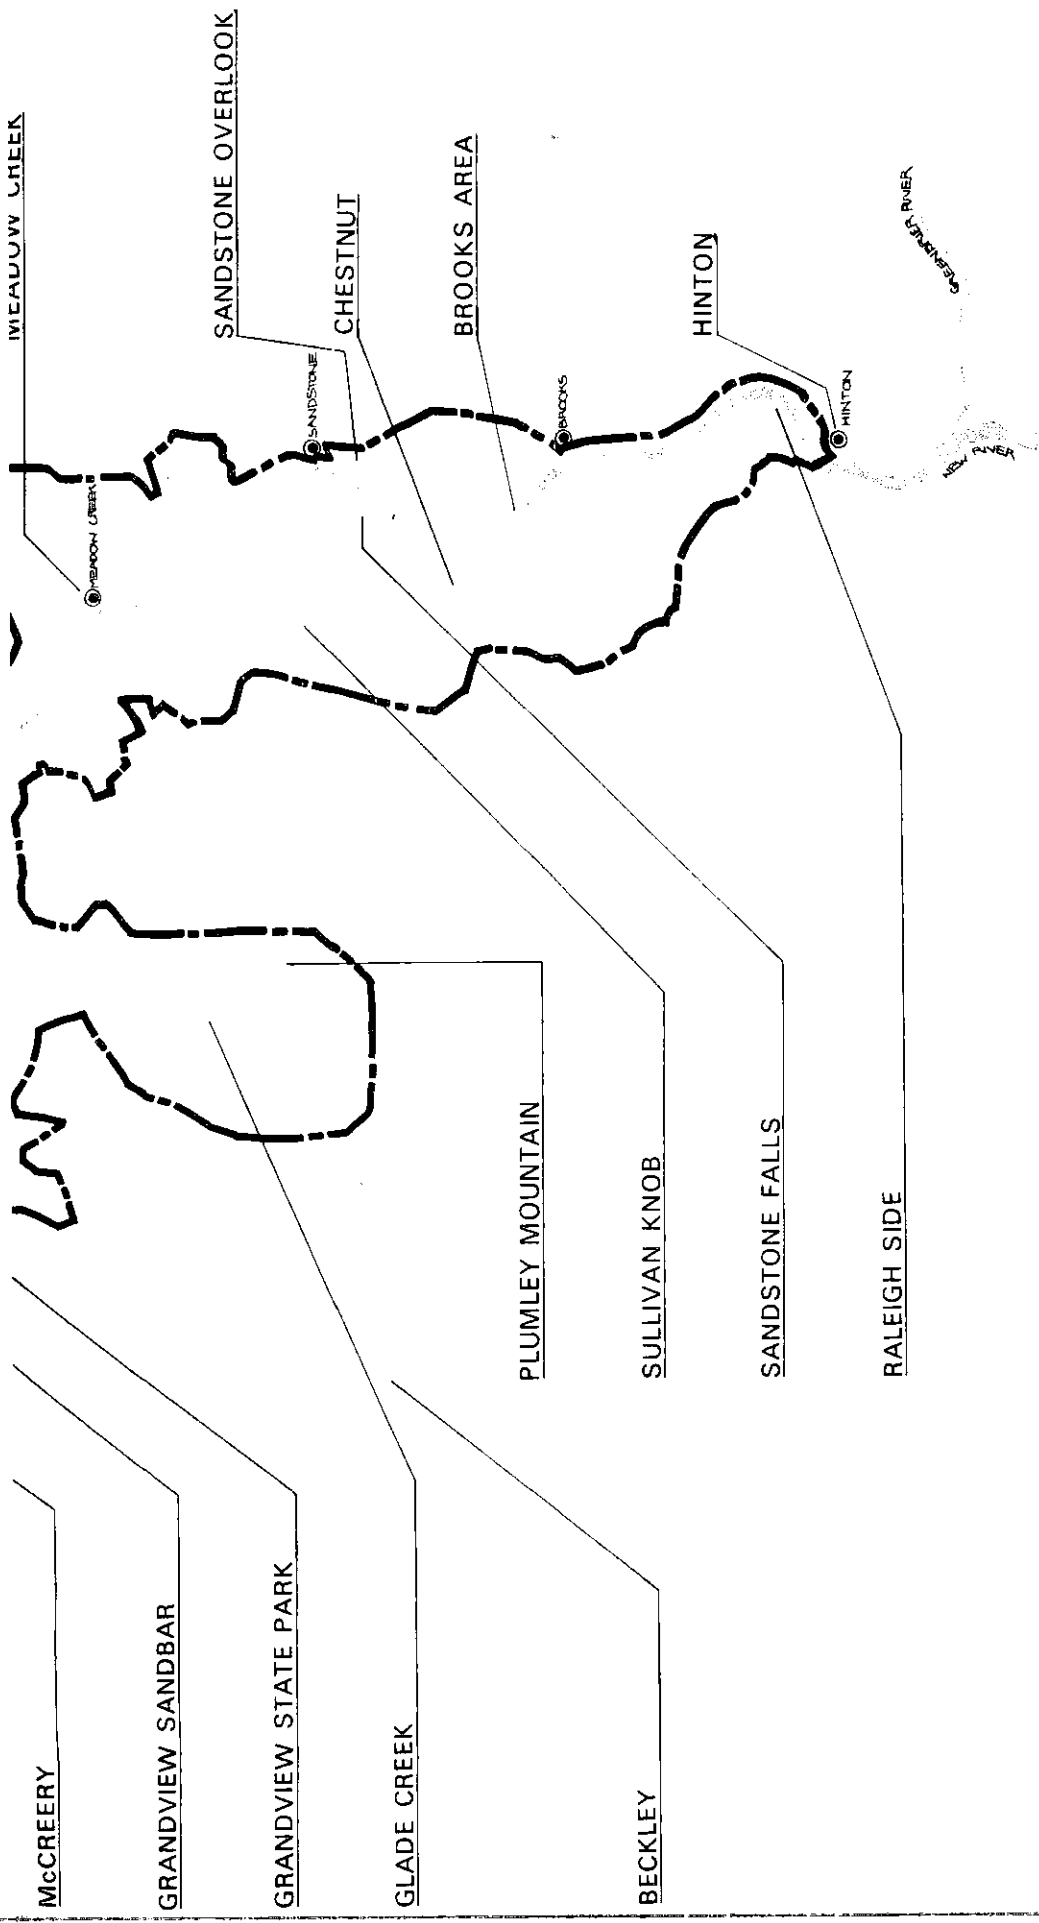 MEADOW CREEK
SANDSTONE OVERLOOK
CHESTNUT
BROOKS AREA
HINTON
GREENBRIER RIVER
MEADOW CREEK
SANDSTONE
BROOKS
HINTON
NEW RIVER
PLUMLEY MOUNTAIN
SULLIVAN KNOB
SANDSTONE FALLS
RALEIGH SIDE
McCREERY
GRANDVIEW SANDBAR
GRANDVIEW STATE PARK
GLADE CREEK
BECKLEY